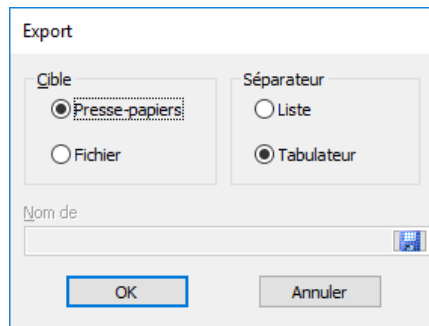 Export
Cible
Séparateur
Presse-papiers
Liste
Fichier
Tabulateur
Nom de
OK
Annuler